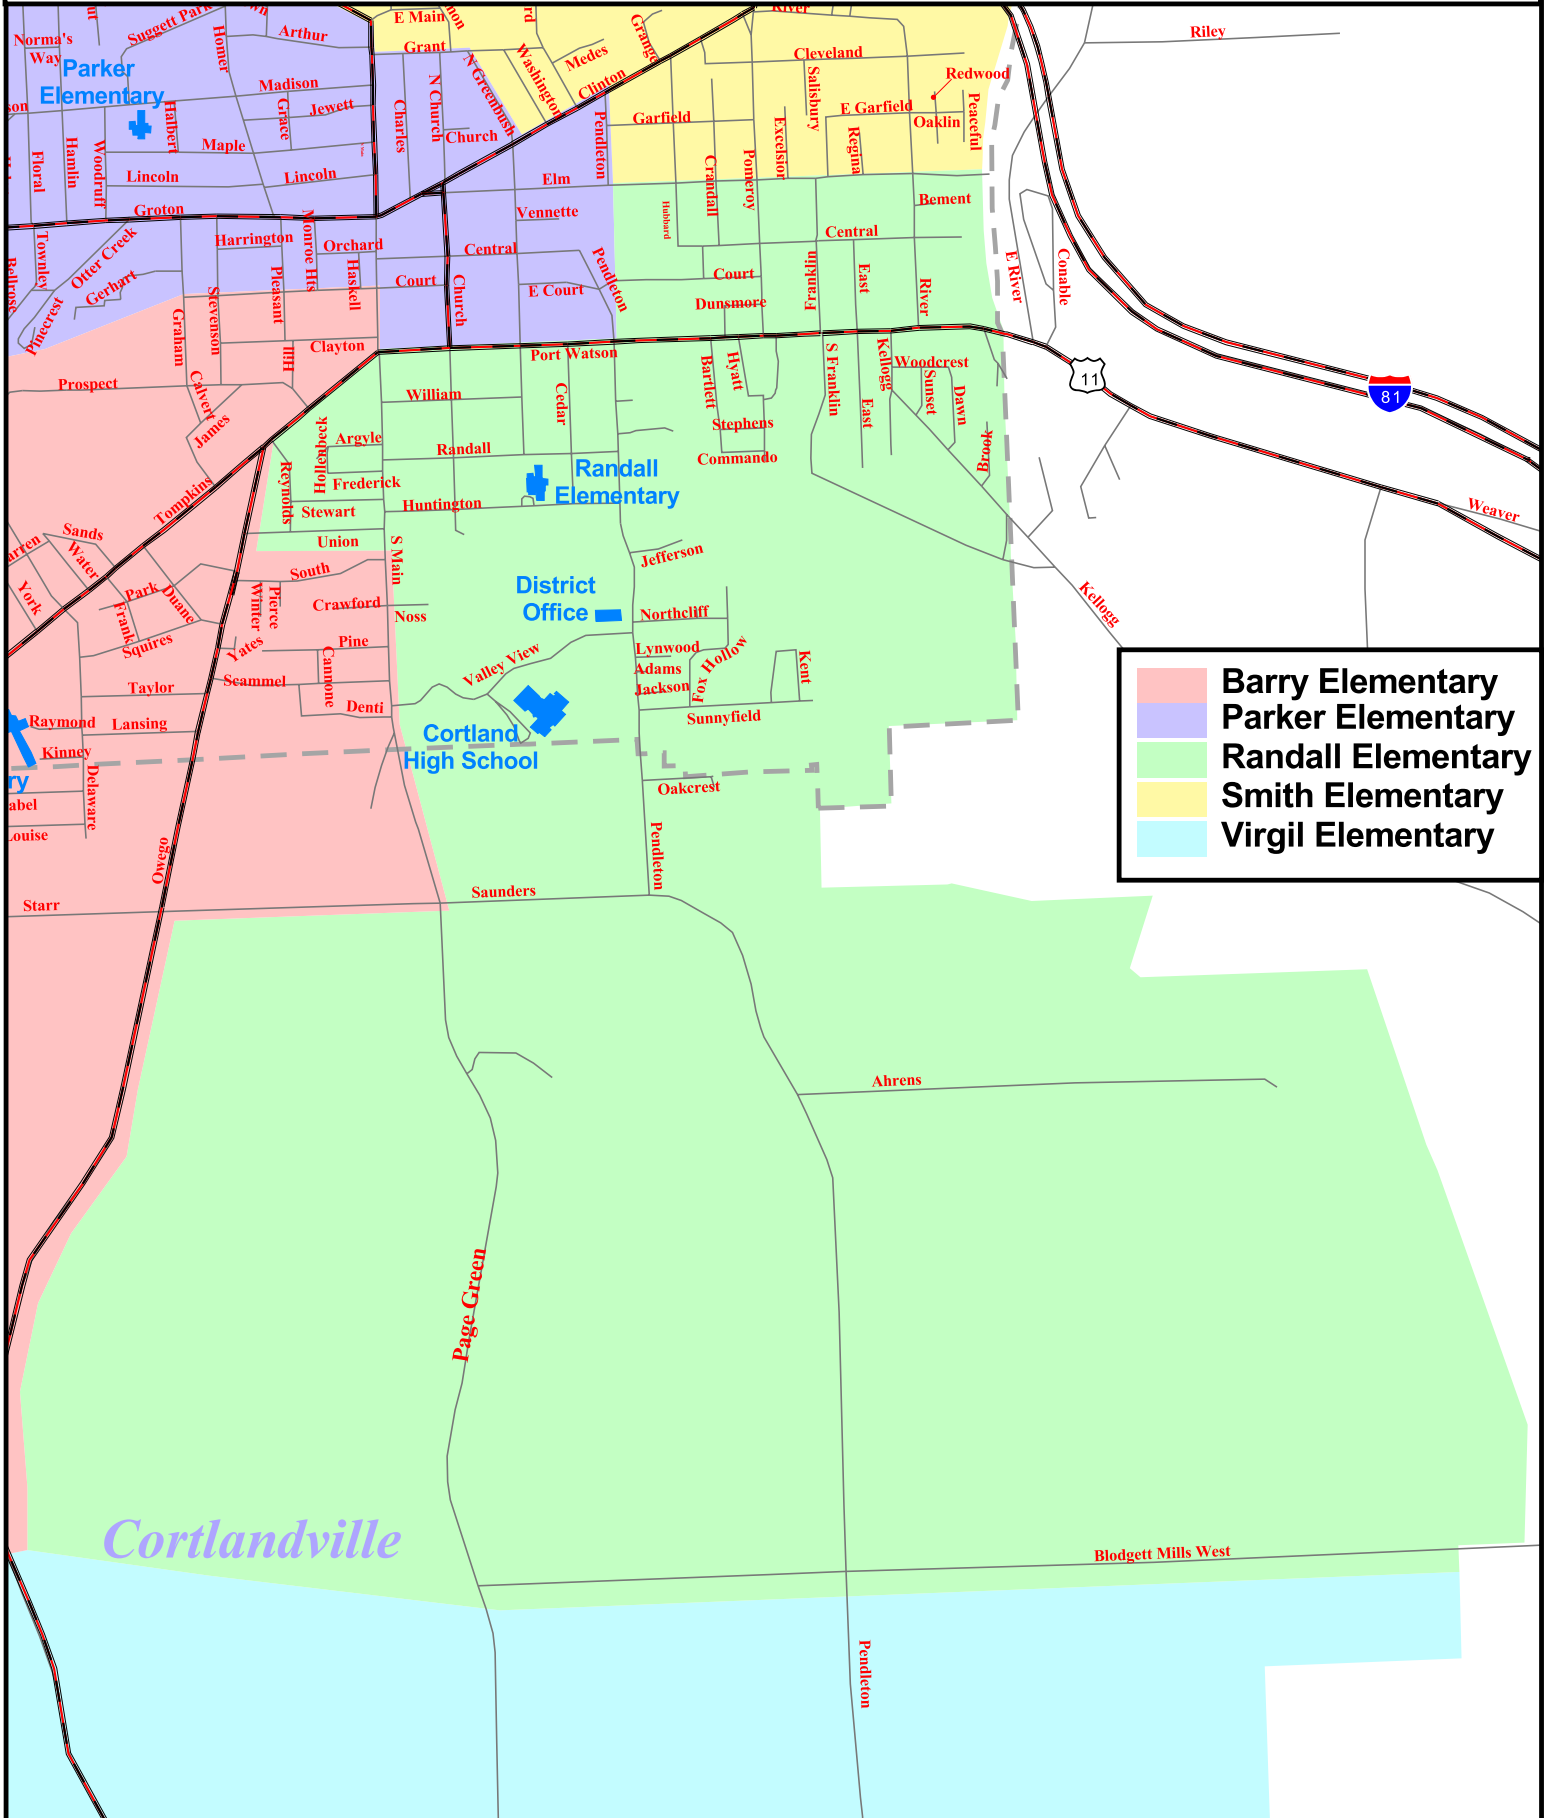 E Main
River
Suggett Park
Homer
Arthur
Grant
Norma's
Way
Washington
Medes
Grange
Cleveland
Riley
Parker
Elementary
Madison
N Church
N Greenbush
Clinton
Salisbury
Redwood
Halbert
Grace
Jewett
Charles
Church
Pendleton
Garfield
Excelsior
E Garfield
Oaklin
Peaceful
Regina
Floral
Hamlin
Woodruff
Maple
Lincoln
Lincoln
Elm
Crandall
Pomeroy
Groton
Vennette
Hubbard
Bement
Townley
Otter Creek
Harrington
Monroe Hts
Orchard
Central
Central
Bellrose
Gerhart
Pleasant
Haskell
Court
Church
E Court
Pendleton
Court
Dunsmore
Franklin
East
River
E River
Conable
Pinecrest
Graham
Stevenson
Hill
Clayton
Port Watson
Bartlett
Hyatt
S Franklin
Kellogg
Woodcrest
11
81
Prospect
Calvert
William
Cedar
East
Sunset
Dawn
James
Hollenbeck
Argyle
Randall
Stephens
Commando
Brook
Randall
Elementary
Reynolds
Frederick
Huntington
Stewart
Tompkins
Weaver
Sands
Water
Union
S Main
Jefferson
South
York
Park
Frank
Duane
Winter
Pierce
Crawford
Noss
District
Office
Northcliff
Kellogg
Squires
Yates
Pine
Cannone
Valley View
Lynwood
Adams
Jackson
Fox Hollow
Kent
Taylor
Scammel
Denti
Sunnyfield
Raymond
Lansing
Kinney
Cortland
High School
Delaware
Oakcrest
Owego
Pendleton
Barry Elementary
Parker Elementary
Randall Elementary
Smith Elementary
Virgil Elementary
Starr
Saunders
Ahrens
Page Green
Cortlandville
Blodgett Mills West
Pendleton